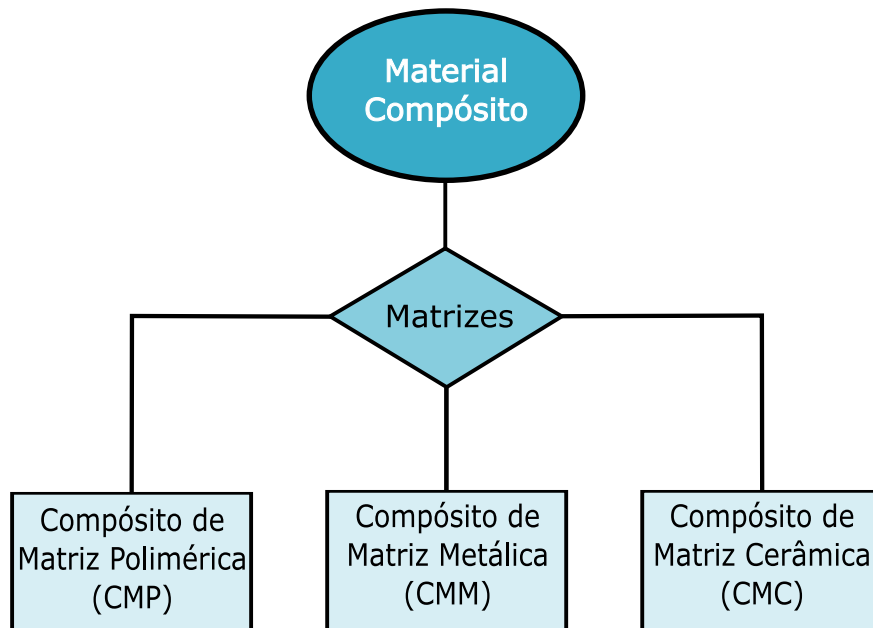 Material
Compósito
Matrizes
Compósito de
Matriz Polimérica
(CMP)
Compósito de
Matriz Metálica
(CMM)
Compósito de
Matriz Cerâmica
(CMC)